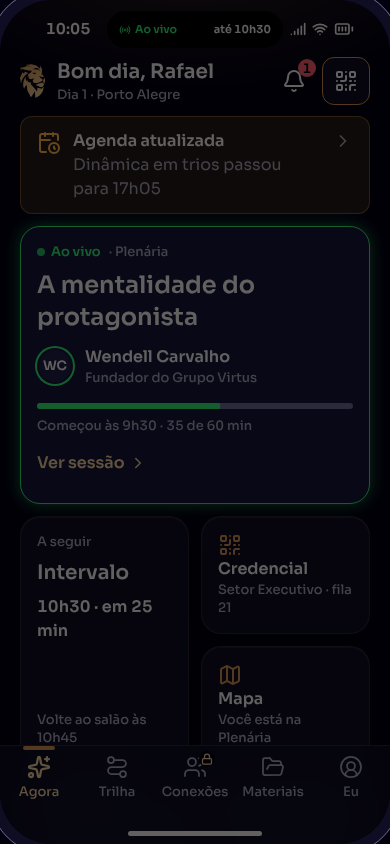 10:05
Ao vivo
até 10h30
Bom dia, Rafael
Dia 1 · Porto Alegre
1
Agenda atualizada
Dinâmica em trios passou
para 17h05
Ao vivo · Plenária
A mentalidade do
protagonista
WC
Wendell Carvalho
Fundador do Grupo Virtus
Começou às 9h30 · 35 de 60 min
Ver sessão
A seguir
Intervalo
10h30 · em 25
min
Volte ao salão às
10h45
Credencial
Setor Executivo · fila
21
Mapa
Você está na
Plenária
Agora
Trilha
Conexões
Materiais
Eu